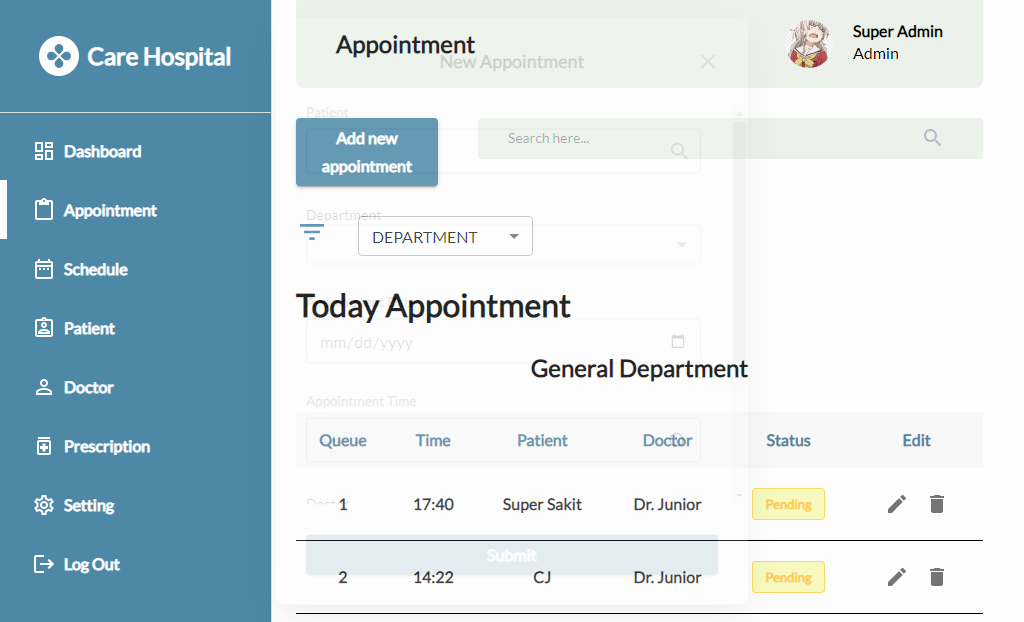 Care Hospital
Dashboard
Appointment
Schedule
Patient
Doctor
Prescription
Setting
Log Out
Appointment
Super Admin
Admin
New Appointment
Patient
Add new
appointment
Search here...
Department
DEPARTMENT
Today Appointment
mm/dd/yyyy
General Department
Appointment Time
Queue Time Patient Doctor Status Edit
1 17:40 Super Sakit Dr. Junior Pending
Submit
2 14:22 CJ Dr. Junior Pending